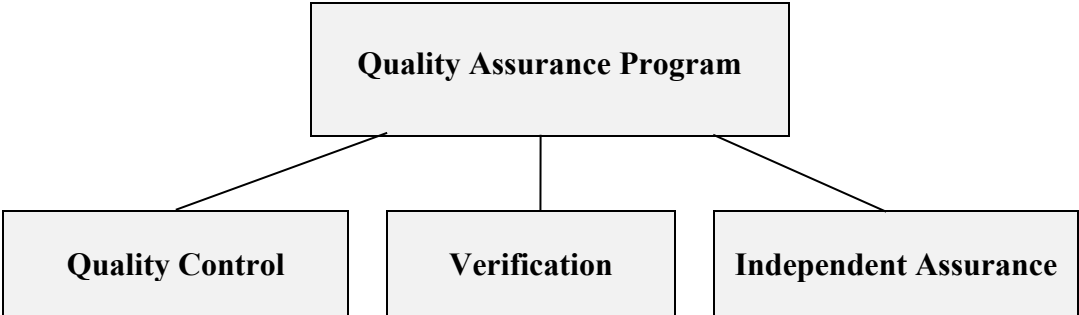 Quality Assurance Program
Quality Control
Verification
Independent Assurance